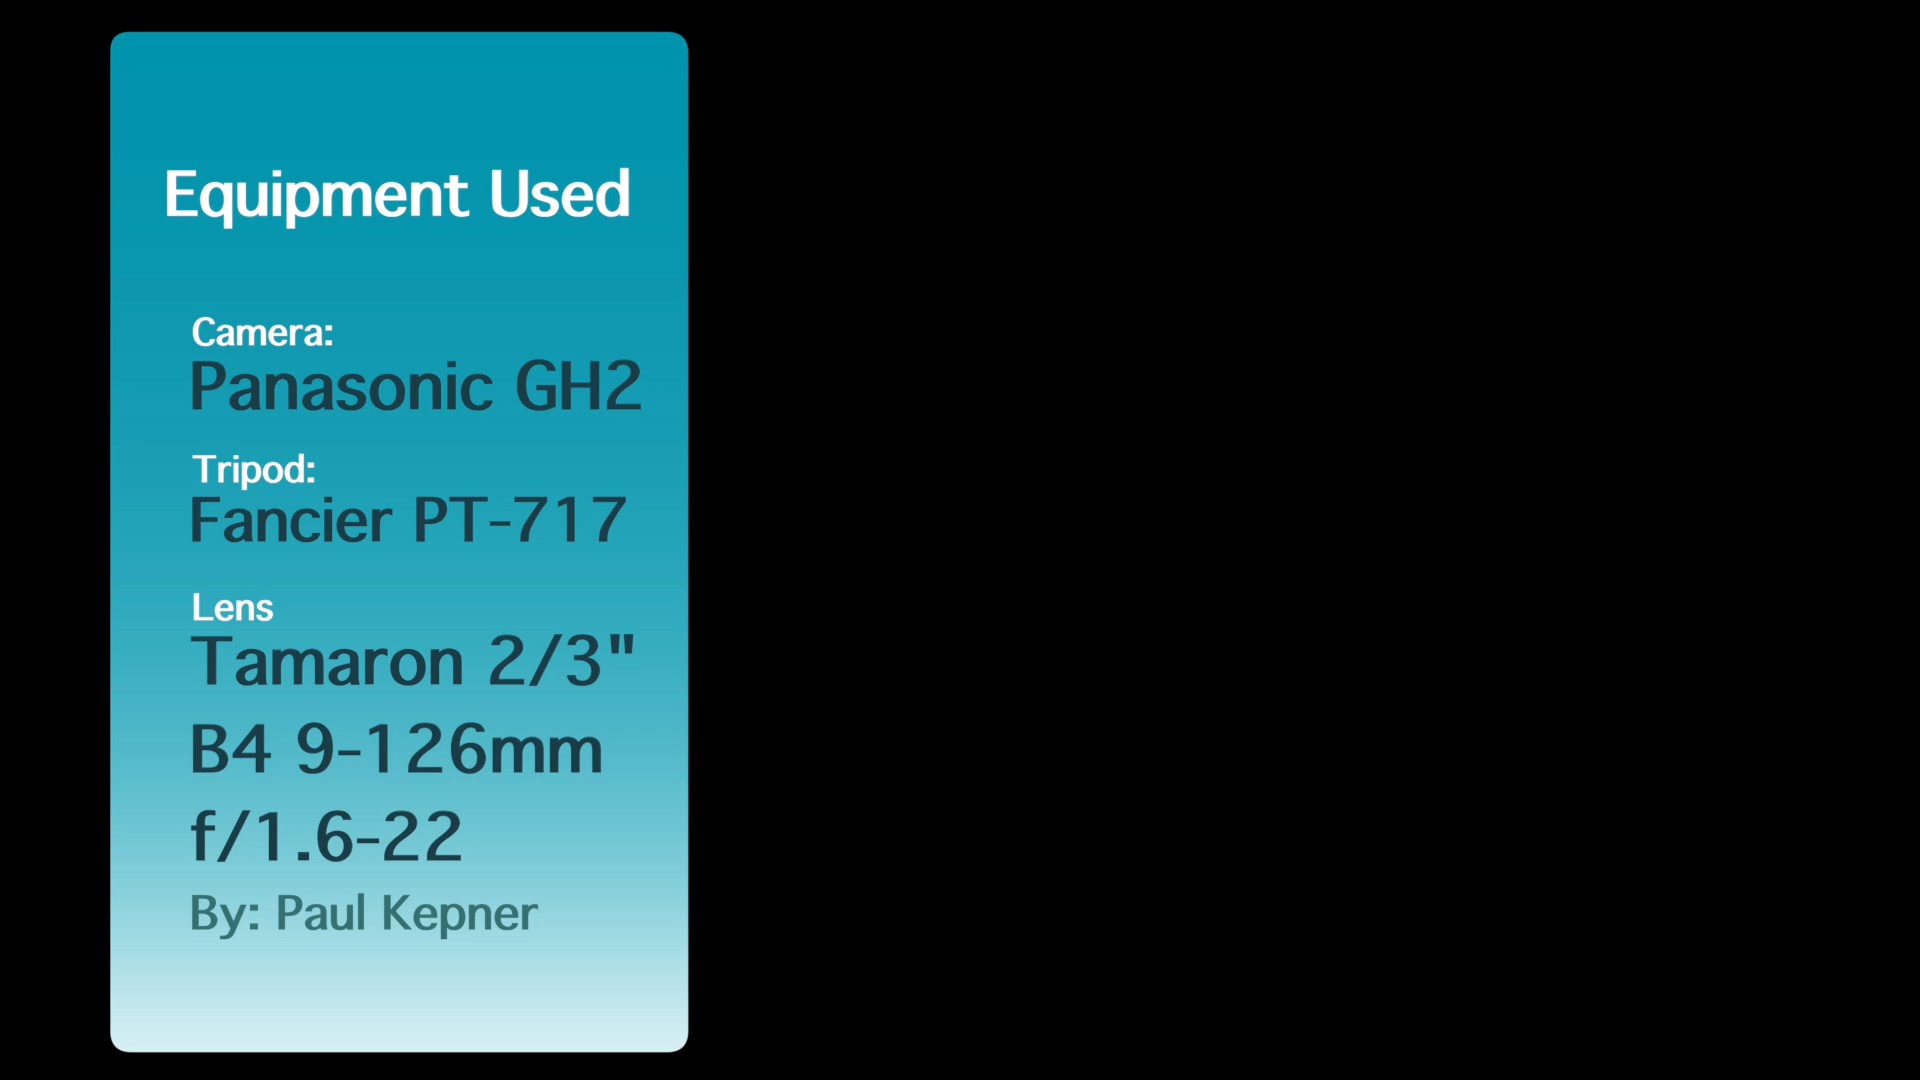 Equipment Used
Camera:
Panasonic GH2
Tripod:
Fancier PT-717
Lens
Tamaron 2/3"
B4 9-126mm
f/1.6-22
By: Paul Kepner